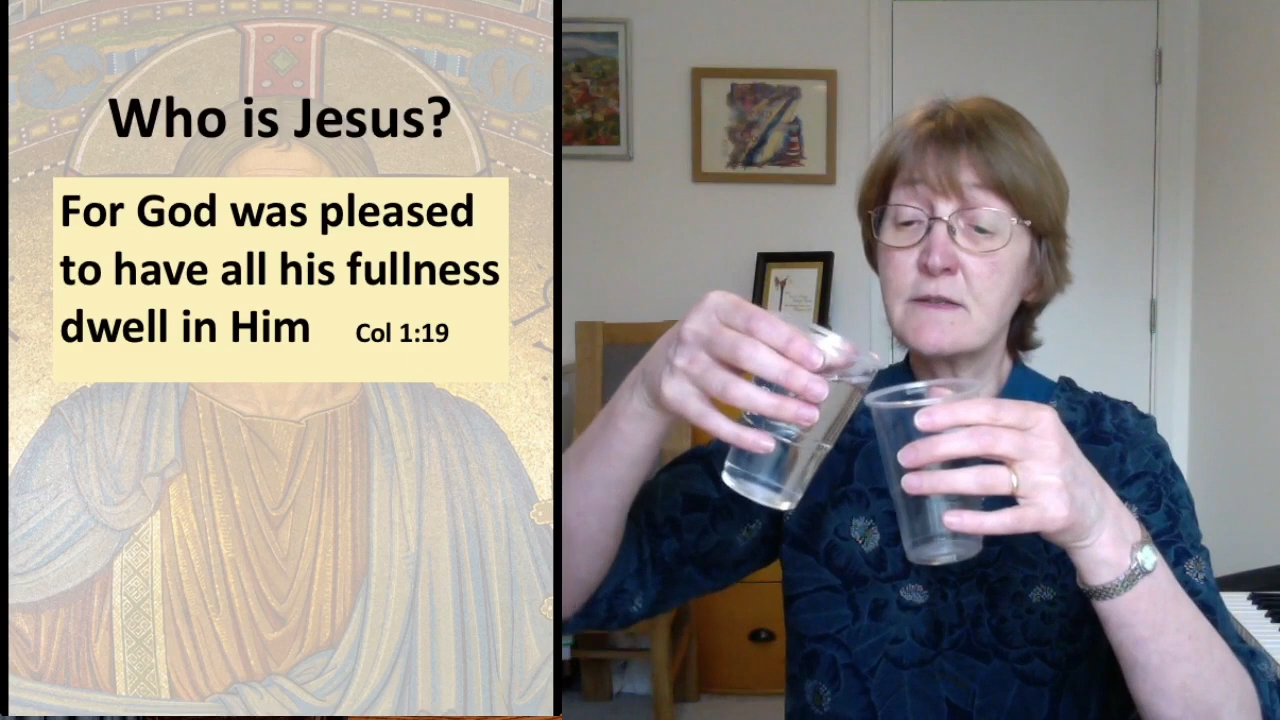 Who is Jesus?
For God was pleased
to have all his fullness
dwell in Him Col 1:19